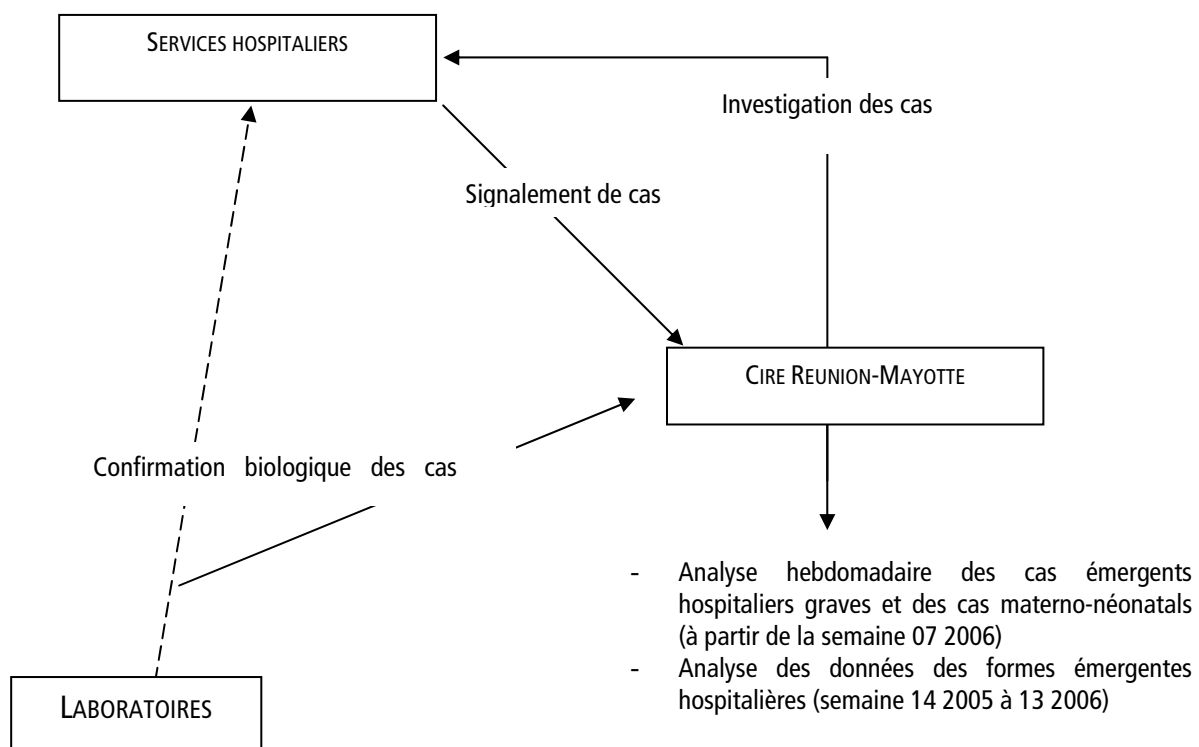 SERVICES HOSPITALIERS
Investigation des cas
Signalement de cas
CIRE REUNION-MAYOTTE
Confirmation biologique des cas
- Analyse hebdomadaire des cas émergents
hospitaliers graves et des cas materno-néonatals
(à partir de la semaine 07 2006)
- Analyse des données des formes émergentes
hospitalières (semaine 14 2005 à 13 2006)
LABORATOIRES